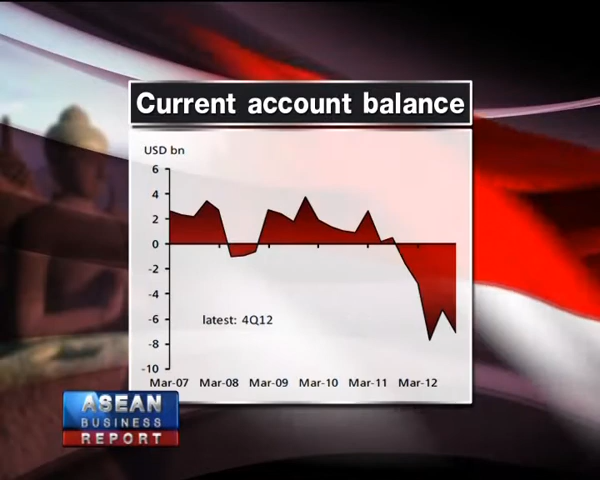 Current account balance
USD bn
6
4
2
0
-2
-4
-6
-8
-10
latest: 4Q12
Mar-07 Mar-08 Mar-09 Mar-10 Mar-11 Mar-12
ASEAN
BUSINESS
REPORT